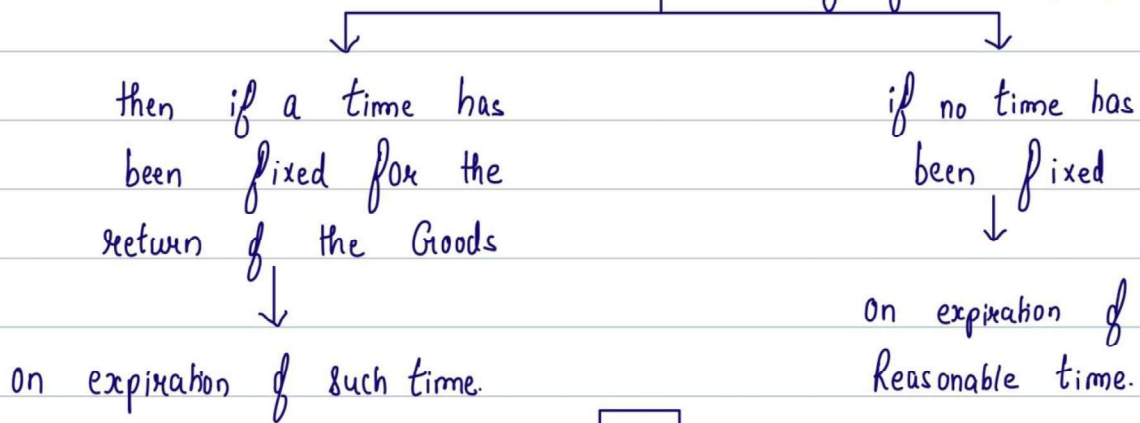 then if a time has
been fixed for the
return of the Goods
on expiration of such time.
if no time has
been fixed
on expiration of
Reasonable time.